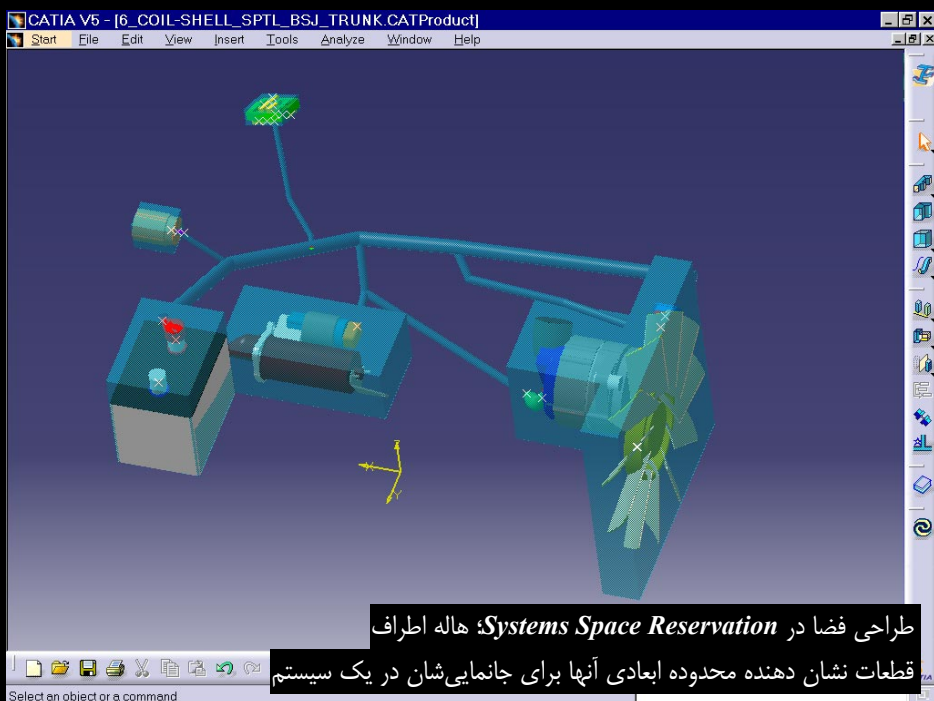 CATIA V5 - [6_COIL-SHELL_SPTL_BSJ_TRUNK.CATProduct]
Start File Edit View Insert Tools Analyze Window Help
طراحی فضا در Systems Space Reservation؛ هاله اطراف
قطعات نشان دهنده محدوده ابعادی آنها برای جانمایی‌شان در یک سیستم
Select an object or a command